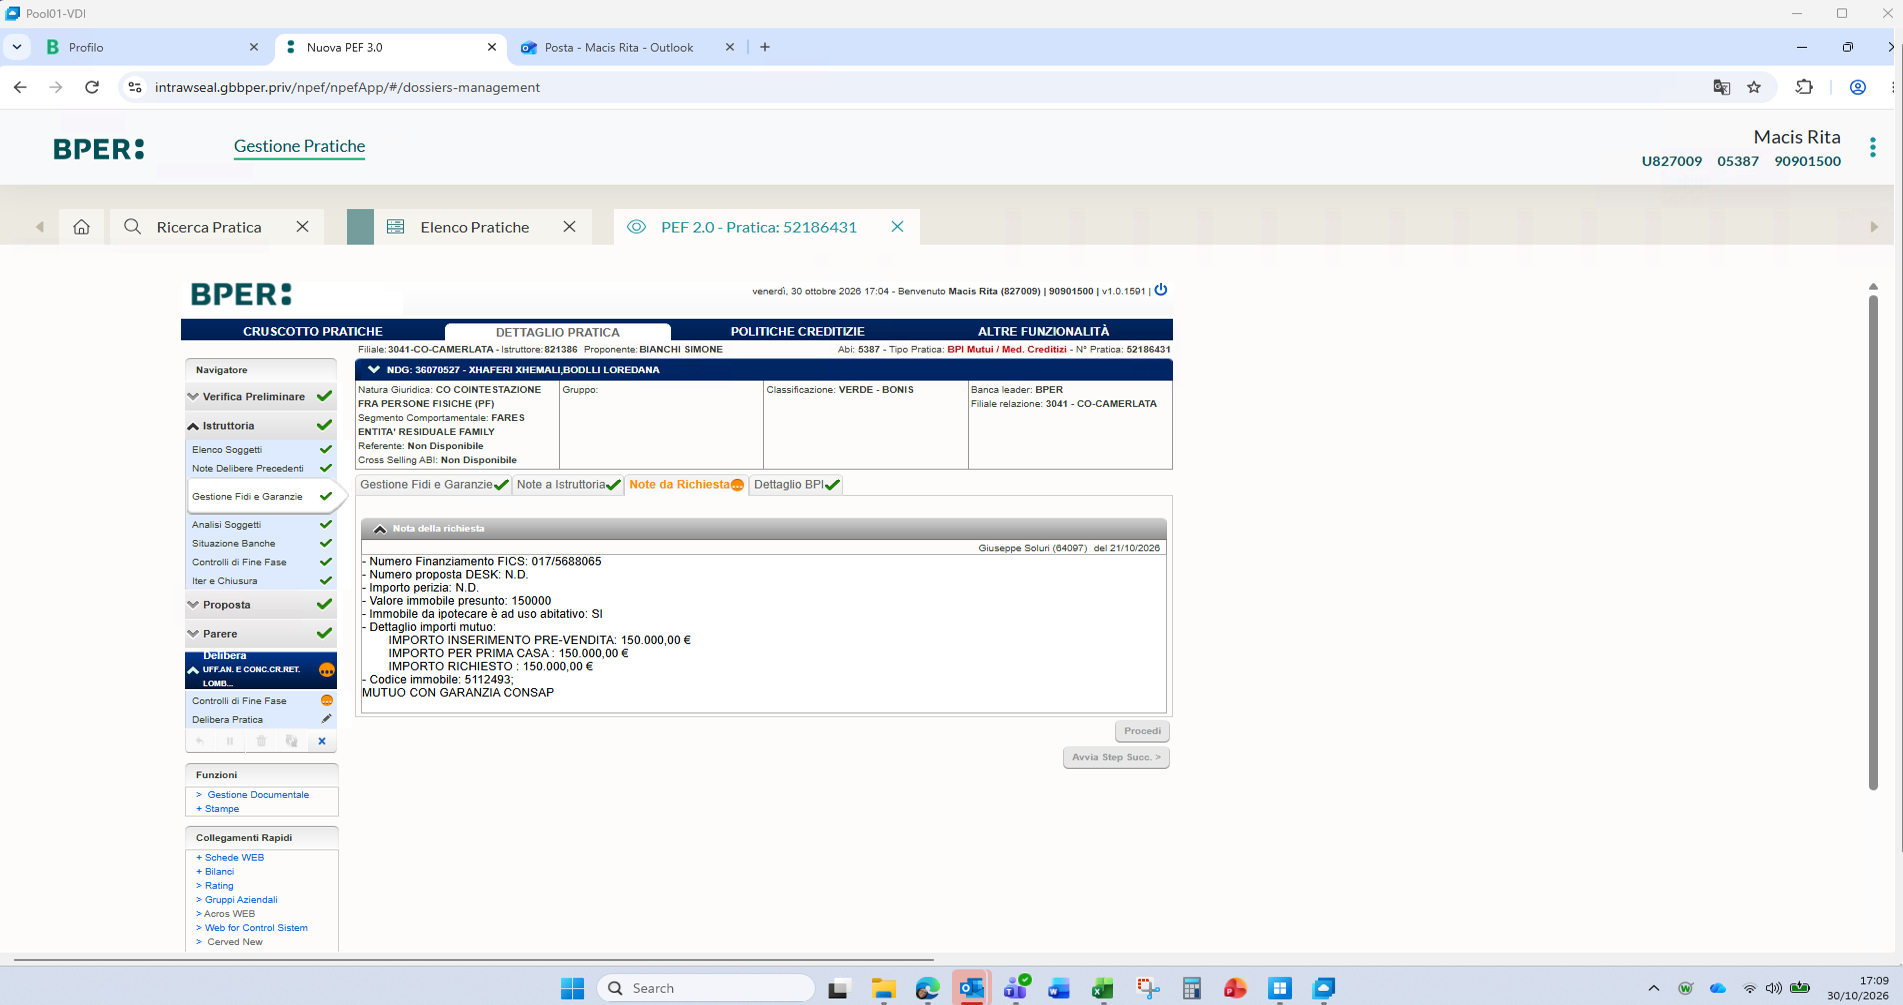 Pool01-VDI
Profilo
Nuova PEF 3.0
Posta - Macis Rita - Outlook
intrawseal.gbbper.priv/npef/npefApp/#/dossiers-management
BPER:
Gestione Pratiche
Macis Rita
U827009 05387 90901500
Ricerca Pratica
Elenco Pratiche
PEF 2.0 - Pratica: 52186431
BPER:
venerdì, 30 ottobre 2026 17:04 - Benvenuto Macis Rita (827009) | 90901500 | v1.0.1591 |
CRUSCOTTO PRATICHE
DETTAGLIO PRATICA
POLITICHE CREDITIZIE
ALTRE FUNZIONALITÀ
Filiale: 3041-CO-CAMERLATA - Istruttore: 821386 Proponente: BIANCHI SIMONE
Abi: 5387 - Tipo Pratica: BPI Mutui / Med. Creditizi - N° Pratica: 52186431
Navigatore
Verifica Preliminare
Istruttoria
Elenco Soggetti
Note Delibere Precedenti
Gestione Fidi e Garanzie
Analisi Soggetti
Situazione Banche
Controlli di Fine Fase
Iter e Chiusura
Proposta
Parere
Delibera
UFF.AN. E CONC.CR.RET.
LOMB...
Controlli di Fine Fase
Delibera Pratica
Funzioni
> Gestione Documentale
+ Stampe
Collegamenti Rapidi
+ Schede WEB
+ Bilanci
> Rating
> Gruppi Aziendali
> Acros WEB
> Web for Control Sistem
> Cerved New
NDG: 36070527 - XHAFERI XHEMALI,BODLLI LOREDANA
Natura Giuridica: CO COINTESTAZIONE
FRA PERSONE FISICHE (PF)
Segmento Comportamentale: FARES
ENTITA' RESIDUALE FAMILY
Referente: Non Disponibile
Cross Selling ABI: Non Disponibile
Gruppo:
Classificazione: VERDE - BONIS
Banca leader: BPER
Filiale relazione: 3041 - CO-CAMERLATA
Gestione Fidi e Garanzie
Note a Istruttoria
Note da Richiesta
Dettaglio BPI
Nota della richiesta
Giuseppe Soluri (64097) del 21/10/2026
- Numero Finanziamento FICS: 017/5688065
- Numero proposta DESK: N.D.
- Importo perizia: N.D.
- Valore immobile presunto: 150000
- Immobile da ipotecare è ad uso abitativo: SI
- Dettaglio importi mutuo:
IMPORTO INSERIMENTO PRE-VENDITA: 150.000,00 €
IMPORTO PER PRIMA CASA : 150.000,00 €
IMPORTO RICHIESTO : 150.000,00 €
- Codice immobile: 5112493;
MUTUO CON GARANZIA CONSAP
Procedi
Avvia Step Succ. >
Search
17:09
30/10/2026